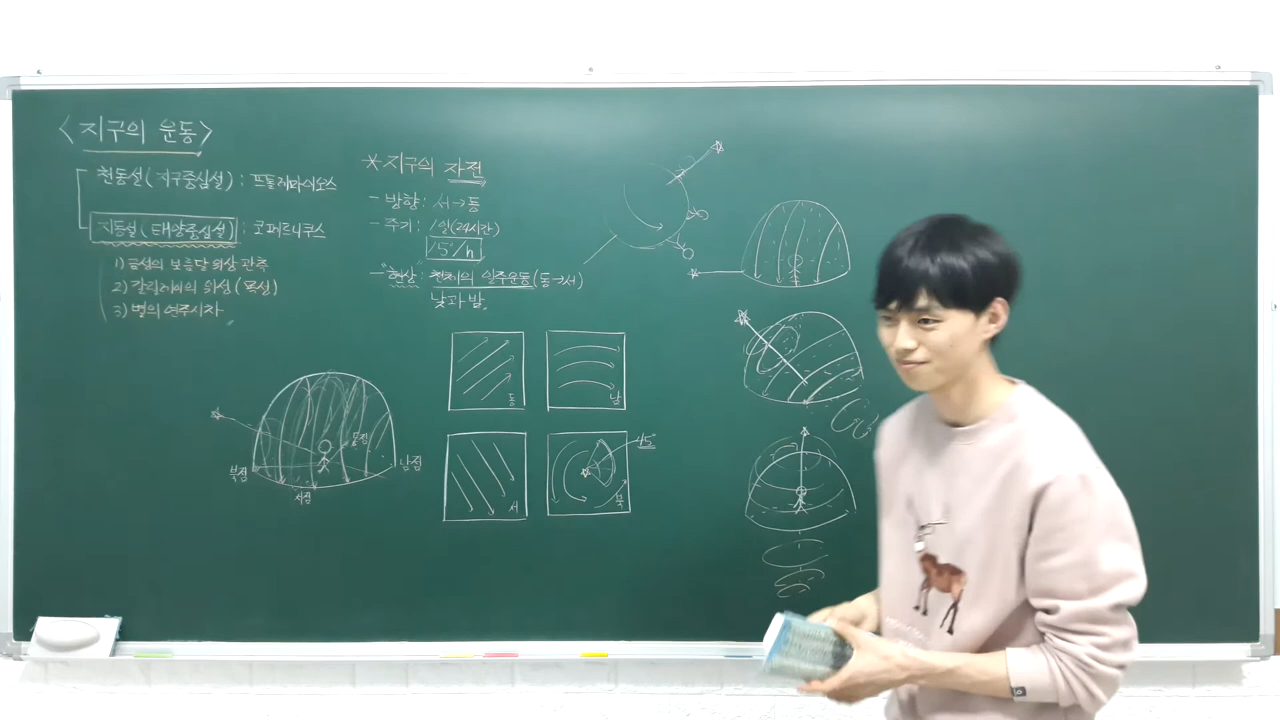 <지구의 운동>
천동설(지구중심설) : 프톨레마이오스
지동설(태양중심설) : 코페르니쿠스
1) 금성의 보름달 위상 관측
2) 갈릴레이의 위성(목성)
3) 별의 연주시차
*지구의 자전
- 방향: 서→동
- 주기: 1일(24시간)
15°/h
- "현상": 천체의 일주운동(동→서)
낮과 밤.
동
남
서
북
45°
동점
북점
남점
서점